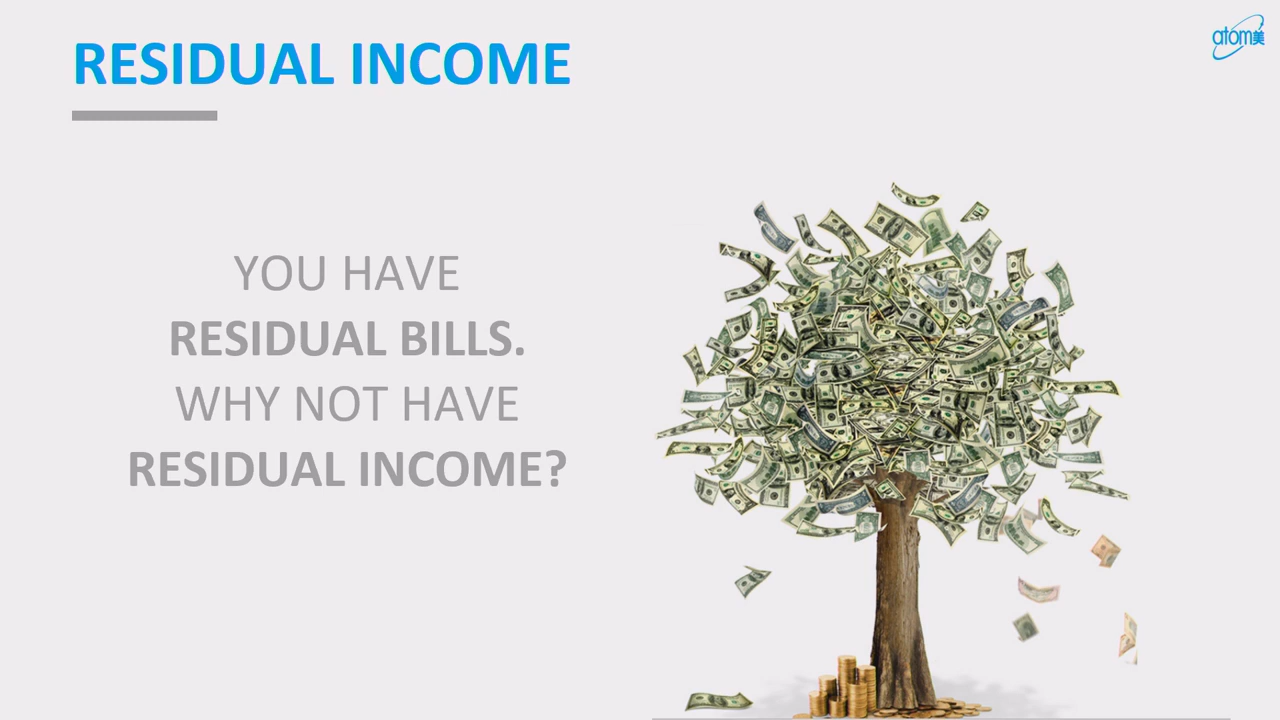 RESIDUAL INCOME
atom美
YOU HAVE
RESIDUAL BILLS.
WHY NOT HAVE
RESIDUAL INCOME?